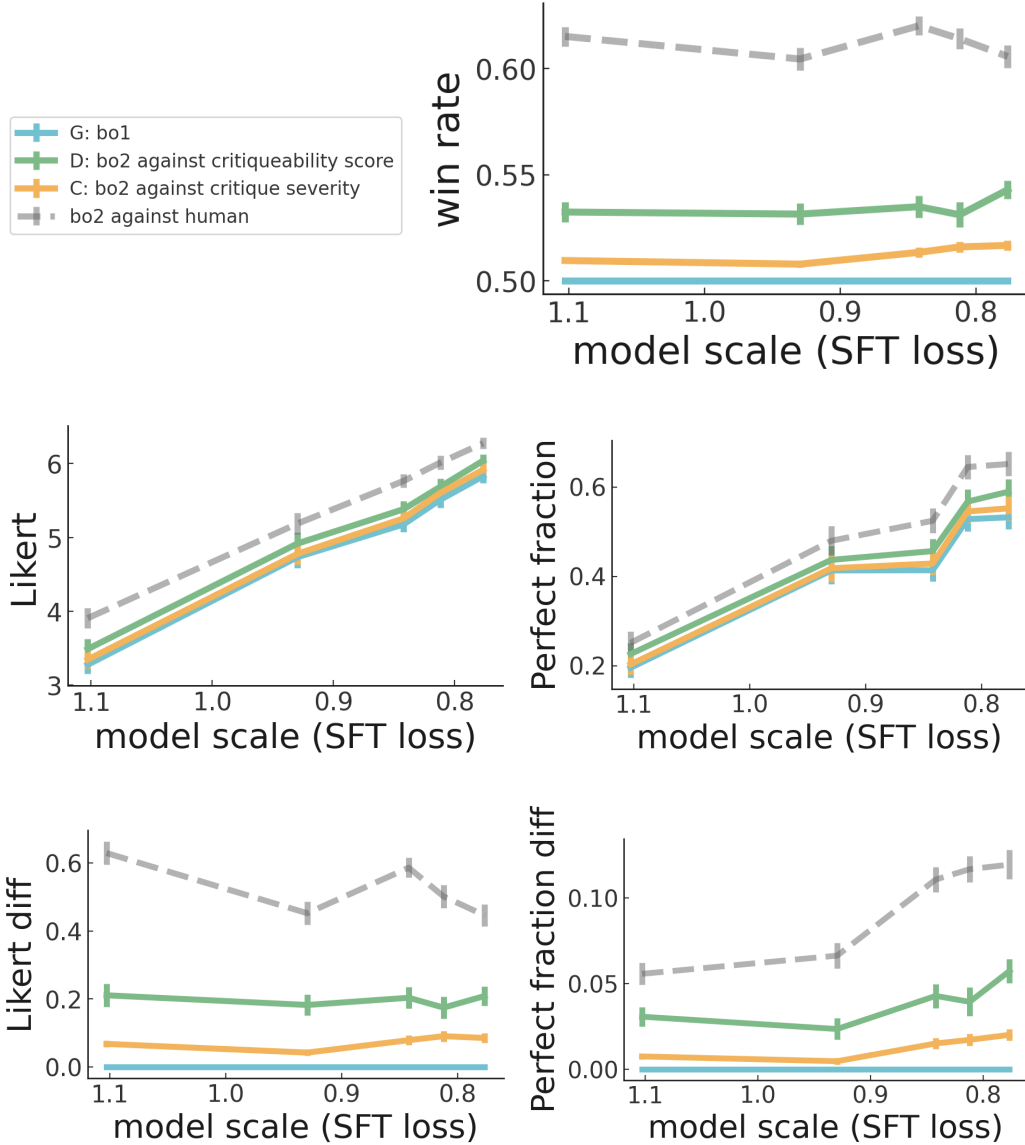 G: bo1
D: bo2 against critiqueability score
C: bo2 against critique severity
bo2 against human
win rate
0.60
0.55
0.50
1.1 1.0 0.9 0.8
model scale (SFT loss)
Likert
6
5
4
3
1.1 1.0 0.9 0.8
model scale (SFT loss)
Perfect fraction
0.6
0.4
0.2
1.1 1.0 0.9 0.8
model scale (SFT loss)
Likert diff
0.6
0.4
0.2
0.0
1.1 1.0 0.9 0.8
model scale (SFT loss)
Perfect fraction diff
0.10
0.05
0.00
1.1 1.0 0.9 0.8
model scale (SFT loss)